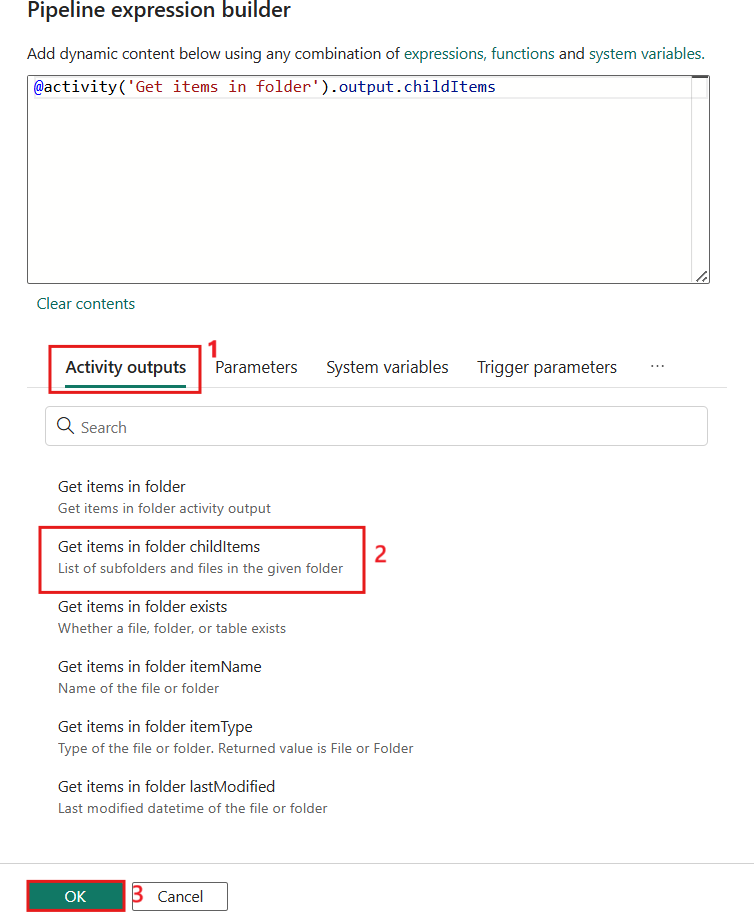 Pipeline expression builder
Add dynamic content below using any combination of expressions, functions and system variables.
@activity('Get items in folder').output.childItems
Clear contents
1
Activity outputs Parameters System variables Trigger parameters ...
Search
Get items in folder
Get items in folder activity output
Get items in folder childItems
2
List of subfolders and files in the given folder
Get items in folder exists
Whether a file, folder, or table exists
Get items in folder itemName
Name of the file or folder
Get items in folder itemType
Type of the file or folder. Returned value is File or Folder
Get items in folder lastModified
Last modified datetime of the file or folder
OK 3 Cancel